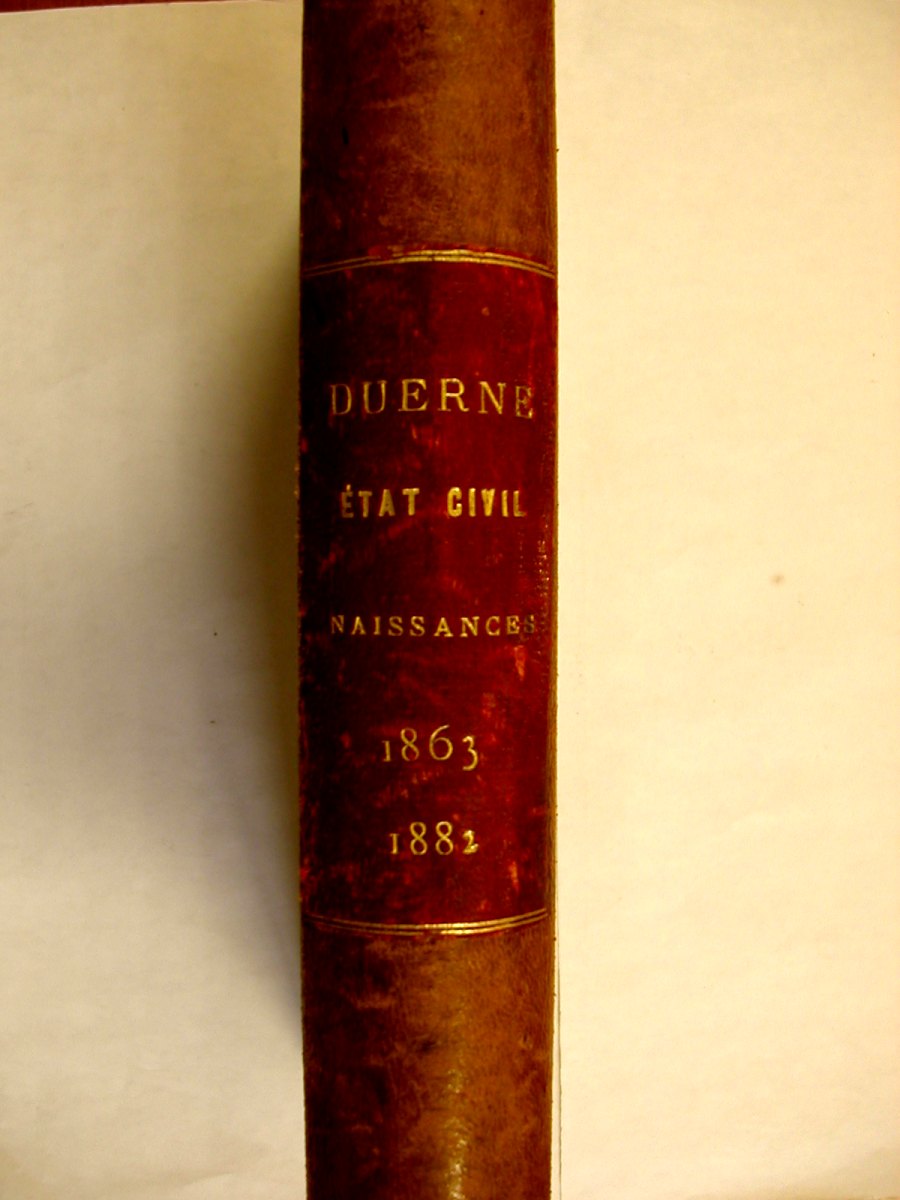 DUERNE
ÉTAT CIVIL
NAISSANCES
1863
1882